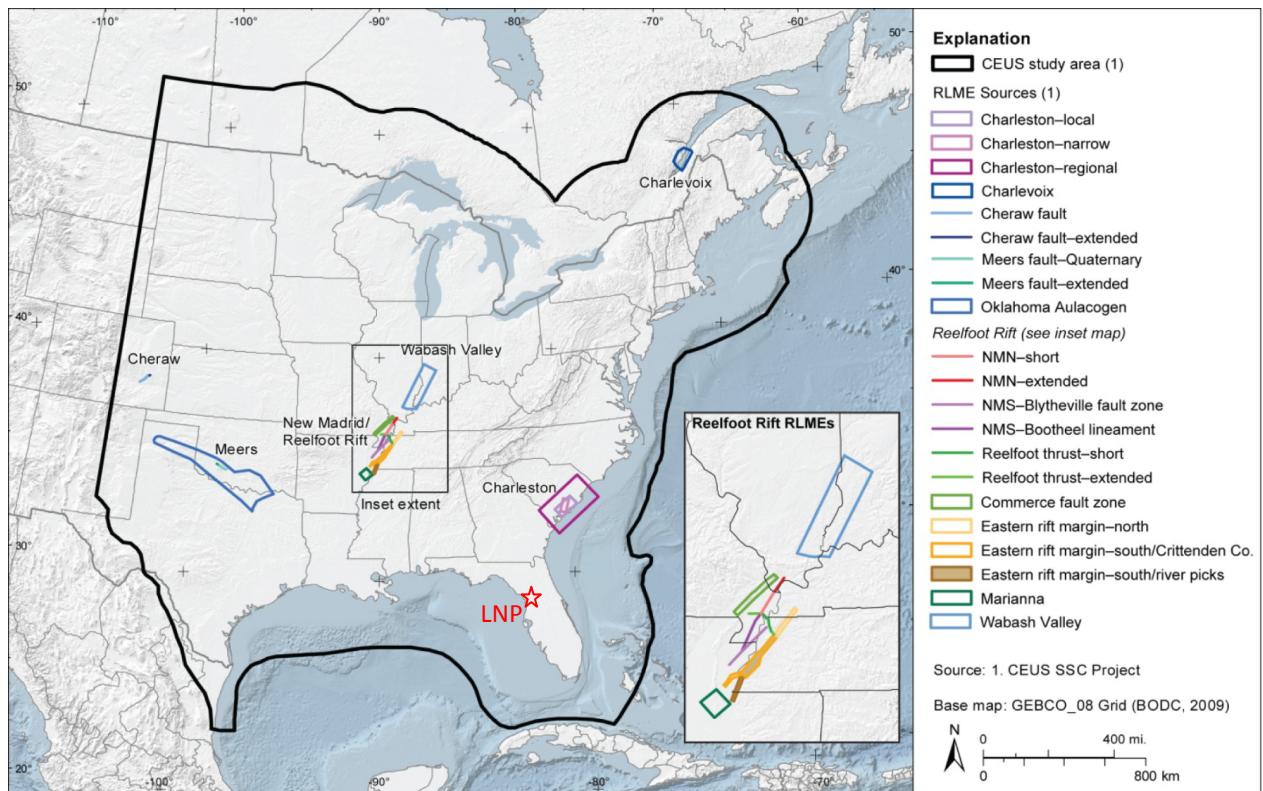 -110°
-100°
-90°
-80°
-70°
-60°
50°
50°
40°
40°
30°
30°
20°
-100°
-90°
-80°
Charlevoix
Wabash Valley
Cheraw
New Madrid/
Reelfoot Rift
Meers
Inset extent
Charleston
LNP
Reelfoot Rift RLMEs
Explanation
CEUS study area (1)
RLME Sources (1)
Charleston–local
Charleston–narrow
Charleston–regional
Charlevoix
Cheraw fault
Cheraw fault–extended
Meers fault–Quaternary
Meers fault–extended
Oklahoma Aulacogen
Reelfoot Rift (see inset map)
NMN–short
NMN–extended
NMS–Blytheville fault zone
NMS–Bootheel lineament
Reelfoot thrust–short
Reelfoot thrust–extended
Commerce fault zone
Eastern rift margin–north
Eastern rift margin–south/Crittenden Co.
Eastern rift margin–south/river picks
Marianna
Wabash Valley
Source: 1. CEUS SSC Project
Base map: GEBCO_08 Grid (BODC, 2009)
N
0 400 mi.
0 800 km